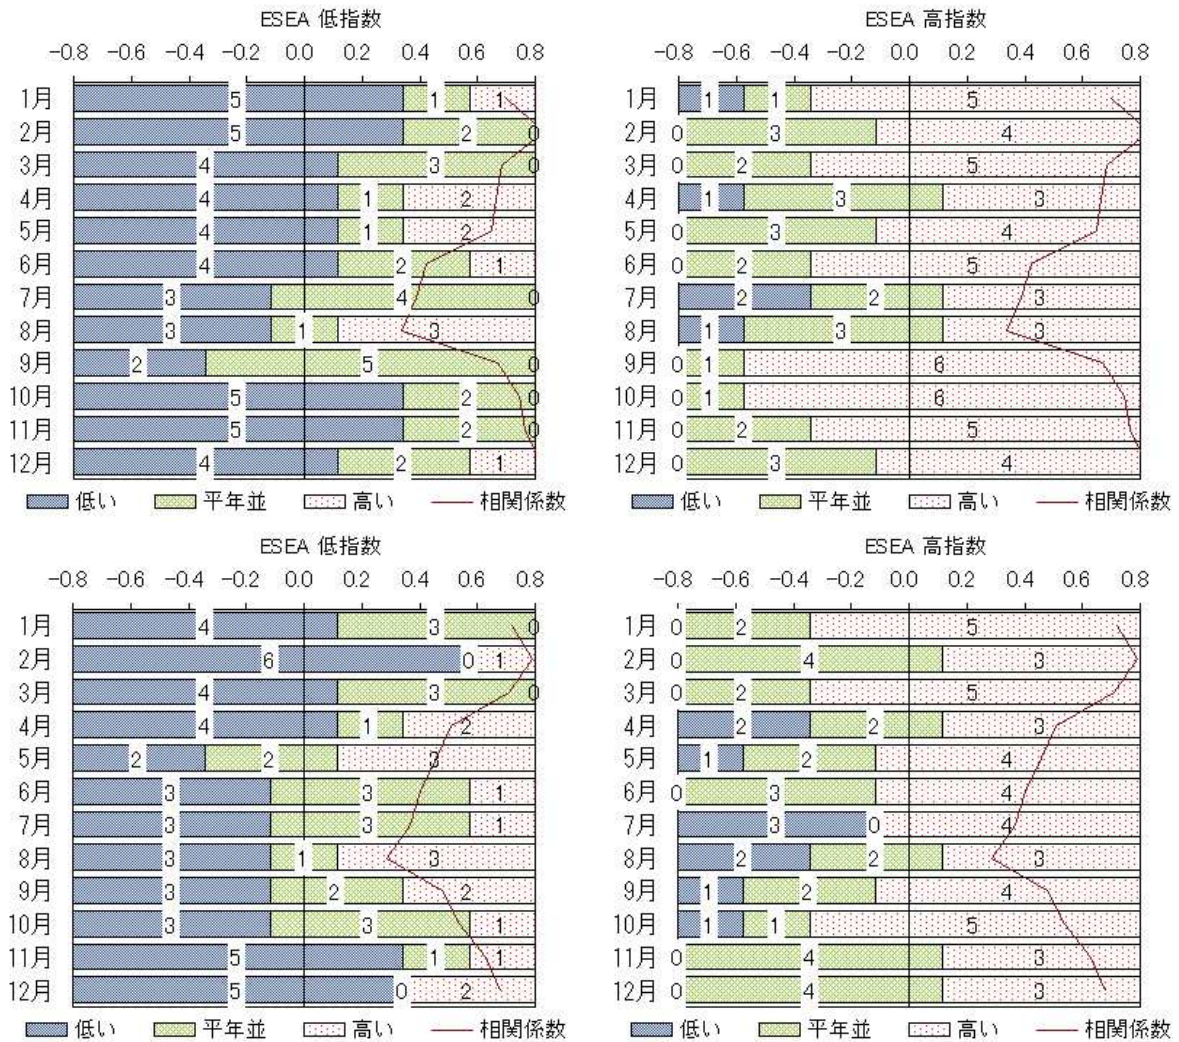 ESEA 低指数
-0.8 -0.6 -0.4 -0.2 0.0 0.2 0.4 0.6 0.8
1月 5 1 1
2月 5 2 0
3月 4 3 0
4月 4 1 2
5月 4 1 2
6月 4 2 1
7月 3 4 0
8月 3 1 3
9月 2 5 0
10月 5 2 0
11月 5 2 0
12月 4 2 1
低い 平年並 高い 相関係数
ESEA 高指数
-0.8 -0.6 -0.4 -0.2 0.0 0.2 0.4 0.6 0.8
1月 1 1 5
2月 0 3 4
3月 0 2 5
4月 1 3 3
5月 0 3 4
6月 0 2 5
7月 2 2 3
8月 1 3 3
9月 0 1 6
10月 0 1 6
11月 0 2 5
12月 0 3 4
低い 平年並 高い 相関係数
ESEA 低指数
-0.8 -0.6 -0.4 -0.2 0.0 0.2 0.4 0.6 0.8
1月 4 3 0
2月 6 0 1
3月 4 3 0
4月 4 1 2
5月 2 2 3
6月 3 3 1
7月 3 3 1
8月 3 1 3
9月 3 2 2
10月 3 3 1
11月 5 1 1
12月 5 0 2
低い 平年並 高い 相関係数
ESEA 高指数
-0.8 -0.6 -0.4 -0.2 0.0 0.2 0.4 0.6 0.8
1月 0 2 5
2月 0 4 3
3月 0 2 5
4月 2 2 3
5月 1 2 4
6月 0 3 4
7月 3 0 4
8月 2 2 3
9月 1 2 4
10月 1 1 5
11月 0 4 3
12月 0 4 3
低い 平年並 高い 相関係数